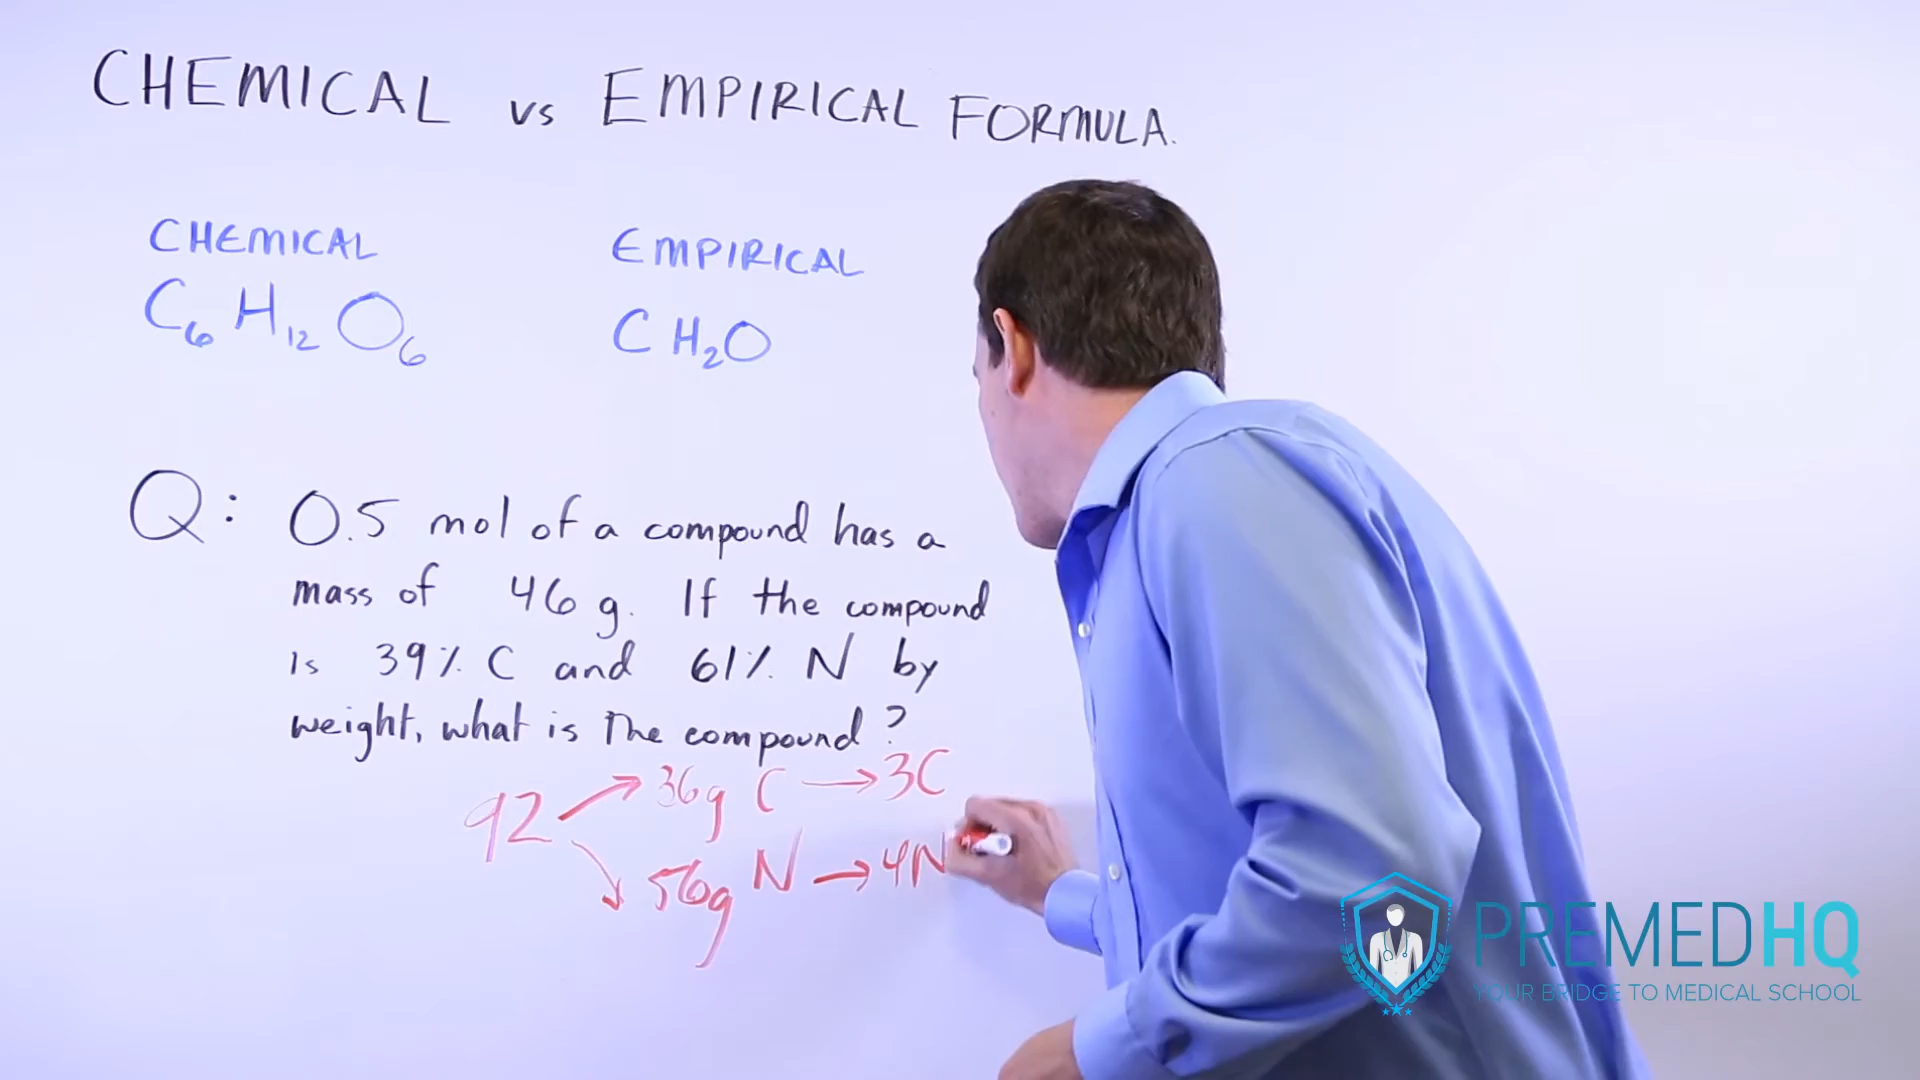 CHEMICAL vs EMPIRICAL FORMULA.
CHEMICAL
C6H12O6
EMPIRICAL
CH2O
Q: 0.5 mol of a compound has a
mass of 46 g. If the compound
is 39% C and 61% N by
weight, what is the compound?
92 → 36g C → 3C
↘ 56g N → 4N
PREMEDHQ
YOUR BRIDGE TO MEDICAL SCHOOL